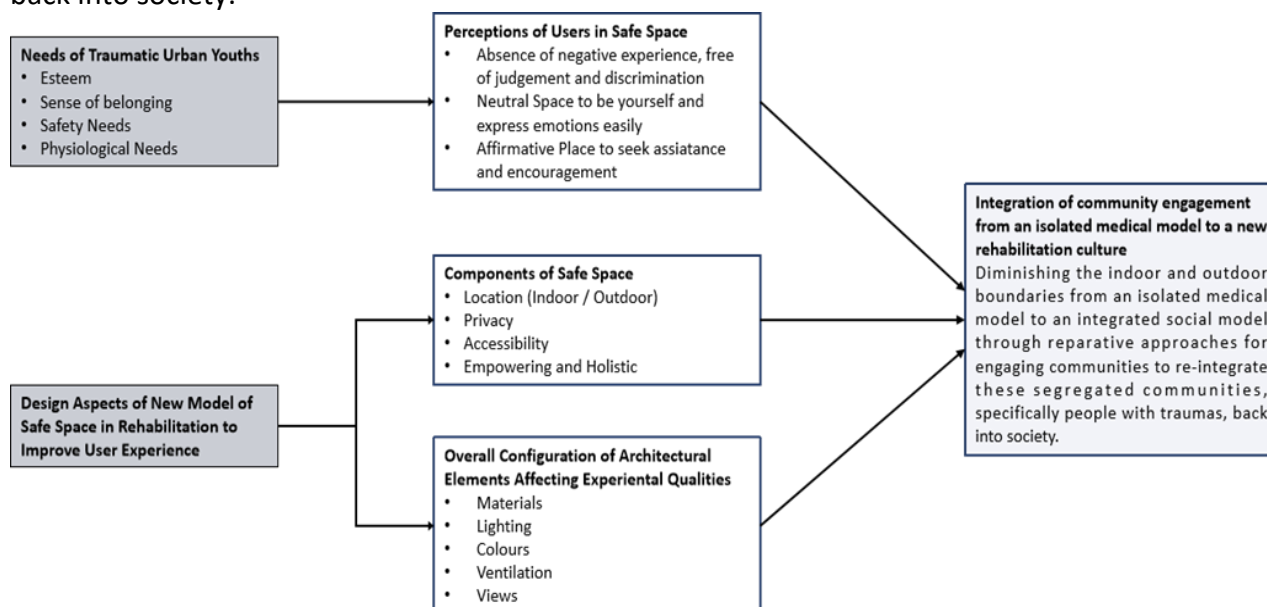 back into society.
Needs of Traumatic Urban Youths
• Esteem
• Sense of belonging
• Safety Needs
• Physiological Needs
Perceptions of Users in Safe Space
• Absence of negative experience, free
of judgement and discrimination
• Neutral Space to be yourself and
express emotions easily
• Affirmative Place to seek assiatance
and encouragement
Components of Safe Space
• Location (Indoor / Outdoor)
• Privacy
• Accessibility
• Empowering and Holistic
Design Aspects of New Model of
Safe Space in Rehabilitation to
Improve User Experience
Overall Configuration of Architectural
Elements Affecting Experiental Qualities
• Materials
• Lighting
• Colours
• Ventilation
• Views
Integration of community engagement
from an isolated medical model to a new
rehabilitation culture
Diminishing the indoor and outdoor
boundaries from an isolated medical
model to an integrated social model
through reparative approaches for
engaging communities to re-integrate
these segregated communities,
specifically people with traumas, back
into society.